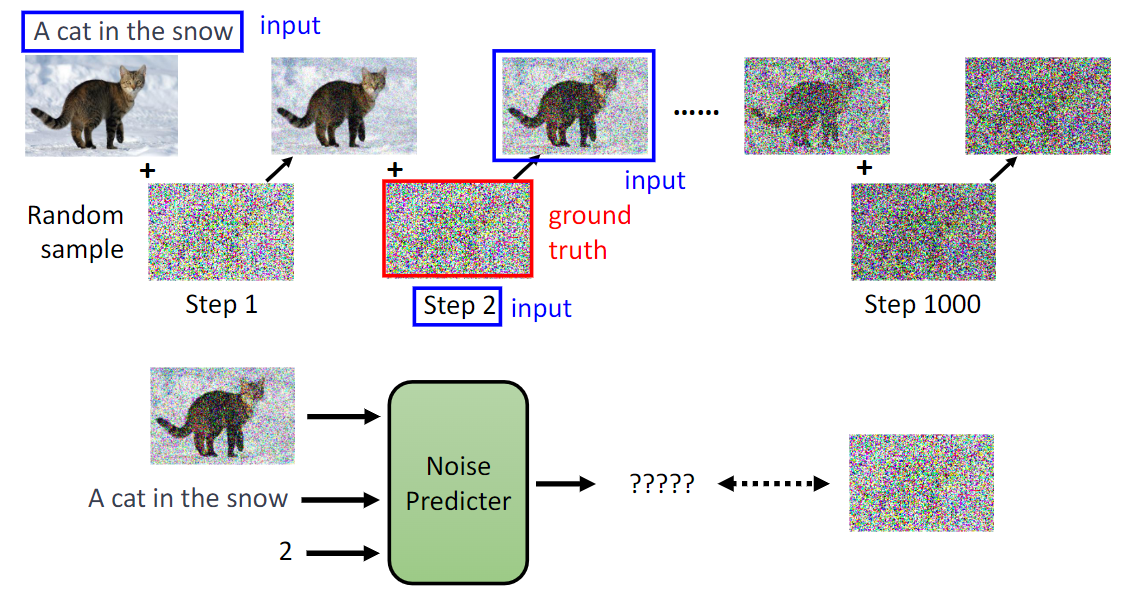 A cat in the snow
input
+
+
……
+
input
Random
sample
ground
truth
Step 1
Step 2
input
Step 1000
Noise
Predicter
A cat in the snow
2
?????